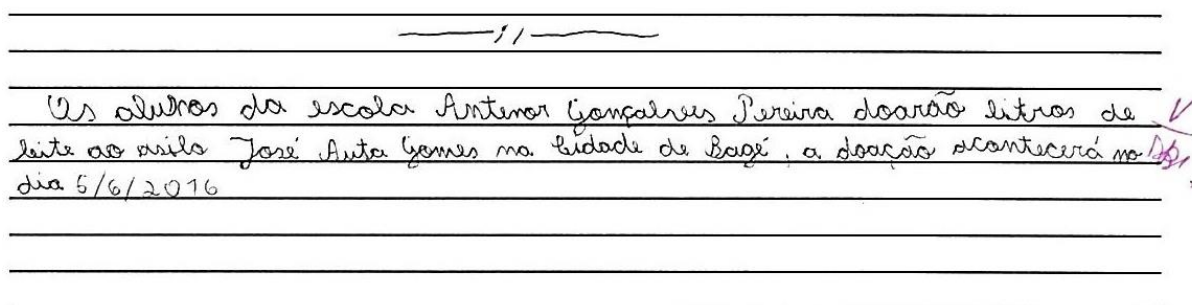 Os alunos da escola Antenor Gonçalves Pereira doarão litros de
leite ao asilo José Auta Gomes na Cidade de Bagé, a doação acontecerá no
dia 5/6/2016